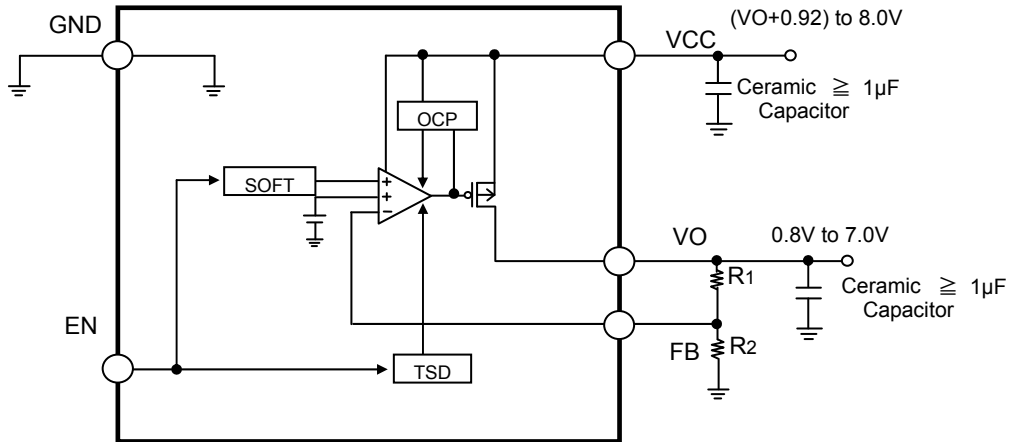 GND
VCC
(VO+0.92) to 8.0V
Ceramic ≧ 1µF
Capacitor
OCP
SOFT
+
+
−
VO
0.8V to 7.0V
R1
Ceramic ≧ 1µF
Capacitor
EN
FB
R2
TSD